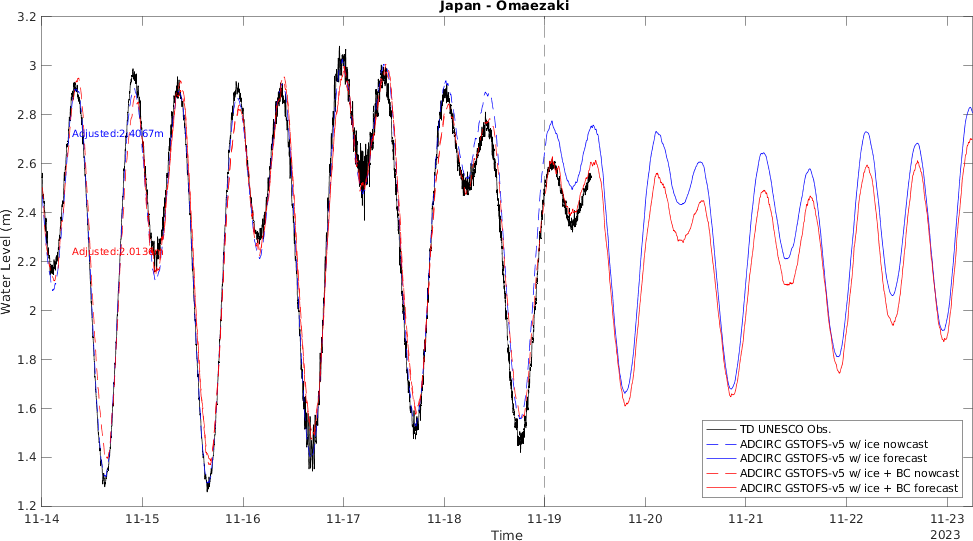 Japan - Omaezaki
3.2
3
2.8
2.6
2.4
2.2
2
1.8
1.6
1.4
1.2
Water Level (m)
Adjusted:2.4067m
TD UNESCO Obs.
ADCIRC GSTOFS-v5 w/ ice nowcast
ADCIRC GSTOFS-v5 w/ ice forecast
ADCIRC GSTOFS-v5 w/ ice + BC nowcast
ADCIRC GSTOFS-v5 w/ ice + BC forecast
11-14 11-15 11-16 11-17 11-18 11-19 11-20 11-21 11-22 11-23
Time
2023